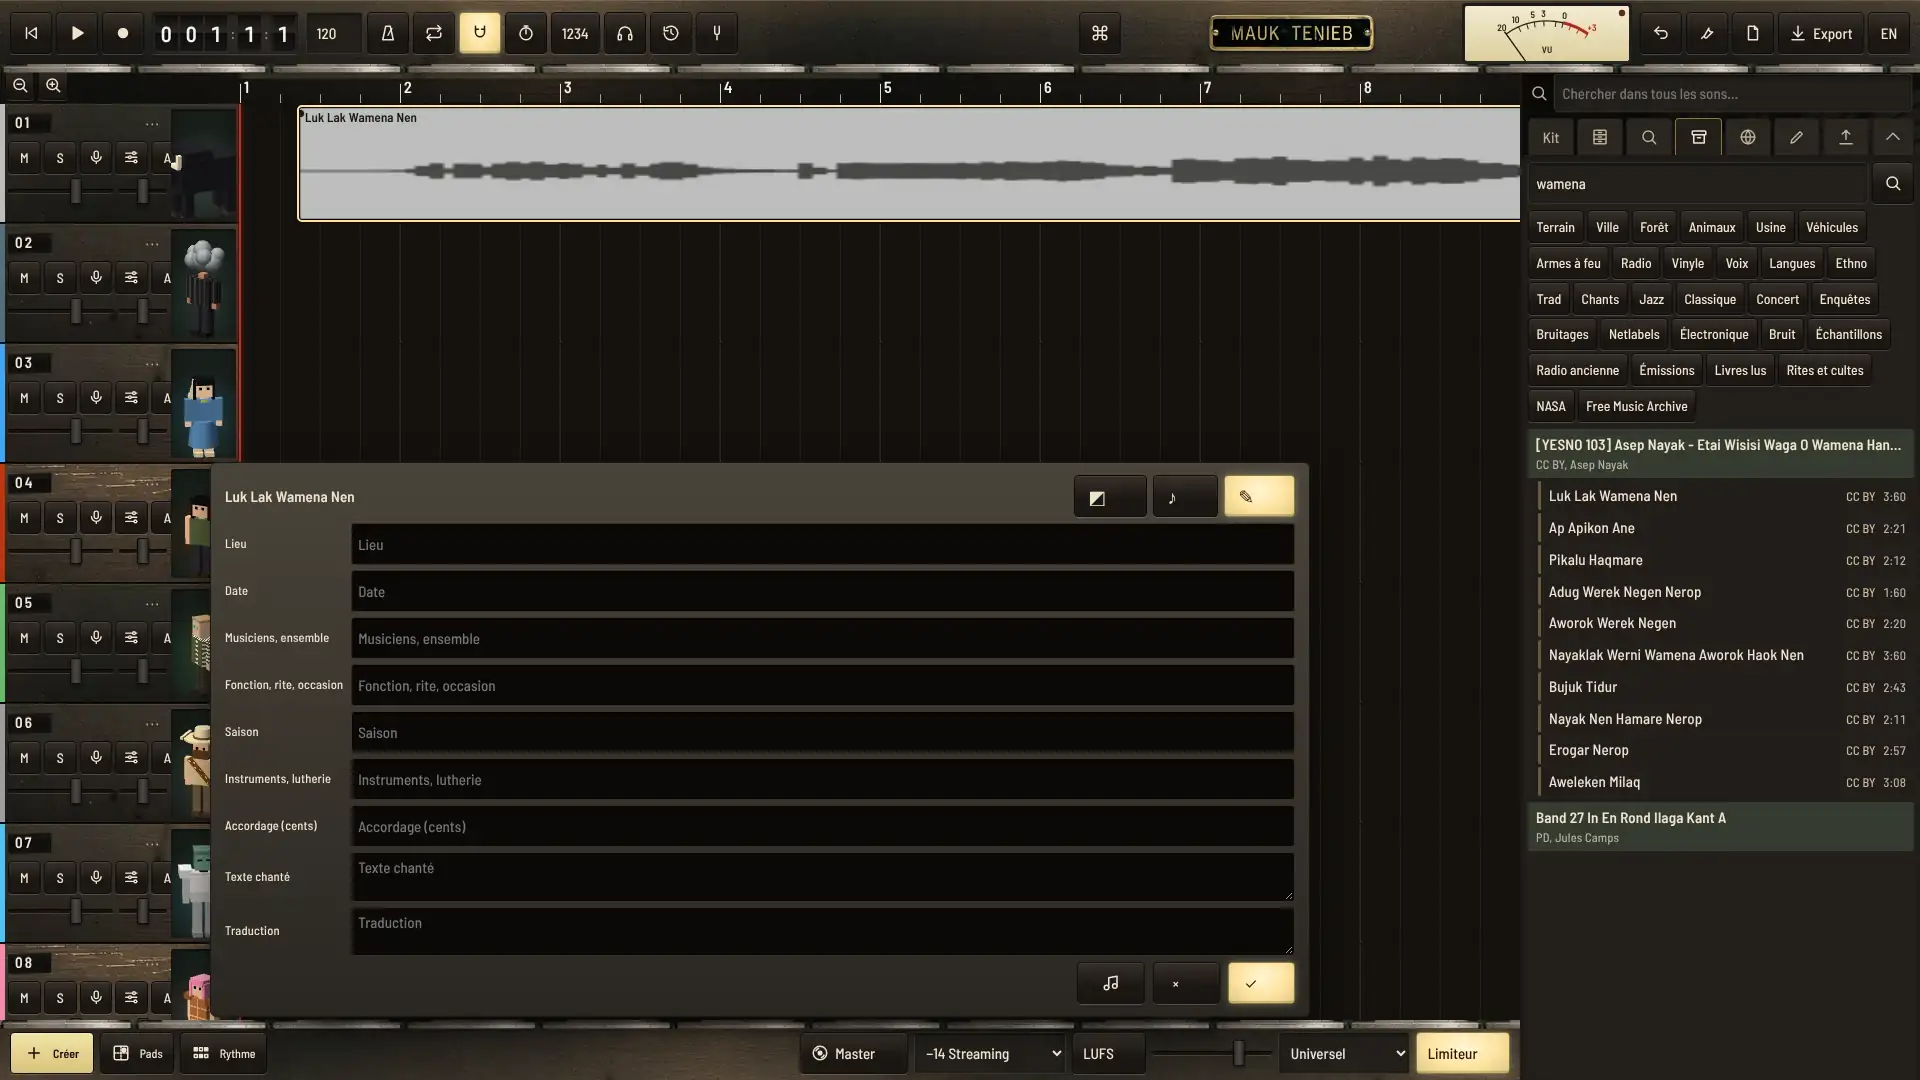 0 0 1 : 1 : 1
120
1234
MAUK TENIEB
20 10 5 3 0 +3
VU
Export
EN
1 2 3 4 5 6 7 8
Chercher dans tous les sons...
01
M S A
02
M S A
03
M S A
04
M S A
05
M S A
06
M S A
07
M S A
08
M S A
Luk Lak Wamena Nen
Luk Lak Wamena Nen
Lieu Lieu
Date Date
Musiciens, ensemble Musiciens, ensemble
Fonction, rite, occasion Fonction, rite, occasion
Saison Saison
Instruments, lutherie Instruments, lutherie
Accordage (cents) Accordage (cents)
Texte chanté Texte chanté
Traduction Traduction
Kit
wamena
Terrain Ville Forêt Animaux Usine Véhicules
Armes à feu Radio Vinyle Voix Langues Ethno
Trad Chants Jazz Classique Concert Enquêtes
Bruitages Netlabels Électronique Bruit Échantillons
Radio ancienne Émissions Livres lus Rites et cultes
NASA Free Music Archive
[YESNO 103] Asep Nayak - Etai Wisisi Waga O Wamena Han...
CC BY, Asep Nayak
Luk Lak Wamena Nen CC BY 3:60
Ap Apikon Ane CC BY 2:21
Pikalu Haqmare CC BY 2:12
Adug Werek Negen Nerop CC BY 1:60
Aworok Werek Negen CC BY 2:20
Nayaklak Werni Wamena Aworok Haok Nen CC BY 3:60
Bujuk Tidur CC BY 2:43
Nayak Nen Hamare Nerop CC BY 2:11
Erogar Nerop CC BY 2:57
Aweleken Milaq CC BY 3:08
Band 27 In En Rond Ilaga Kant A
PD, Jules Camps
Créer Pads Rythme Master −14 Streaming LUFS Universel Limiteur